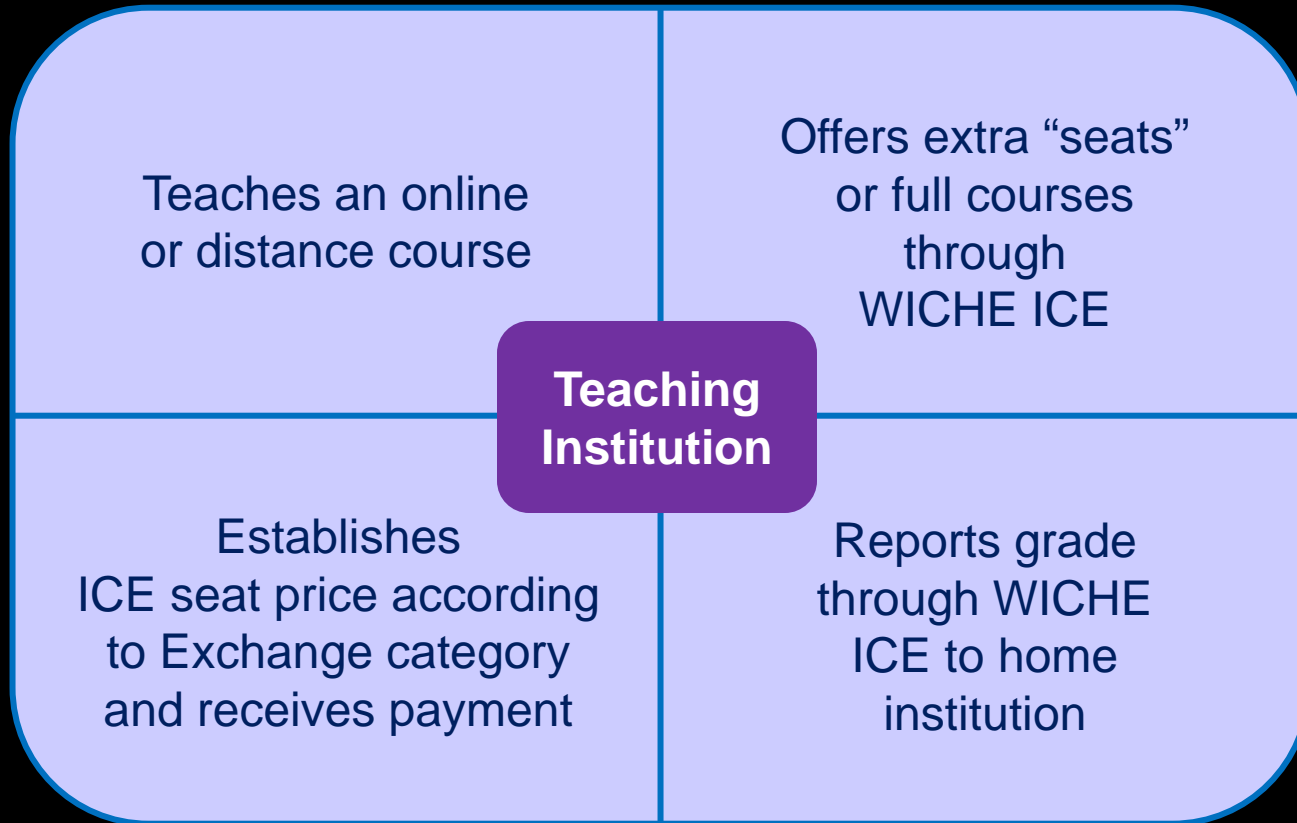 Teaches an online
or distance course
Offers extra “seats”
or full courses
through
WICHE ICE
Teaching
Institution
Establishes
ICE seat price according
to Exchange category
and receives payment
Reports grade
through WICHE
ICE to home
institution